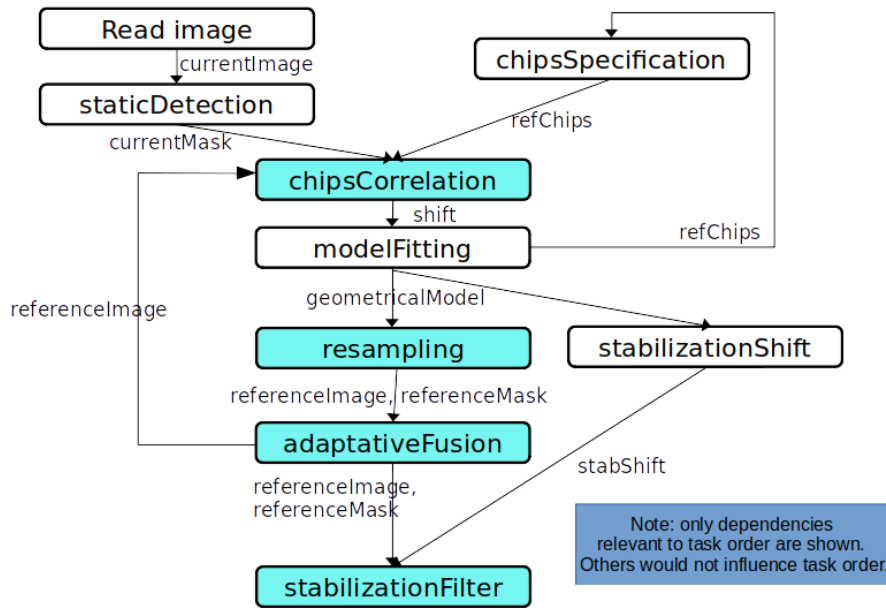 Read image
currentImage
chipsSpecification
staticDetection
refChips
currentMask
chipsCorrelation
shift
refChips
modelFitting
geometricalModel
referenceImage
resampling
stabilizationShift
referenceImage, referenceMask
adaptativeFusion
stabShift
referenceImage,
referenceMask
Note: only dependencies
relevant to task order are shown.
Others would not influence task order.
stabilizationFilter